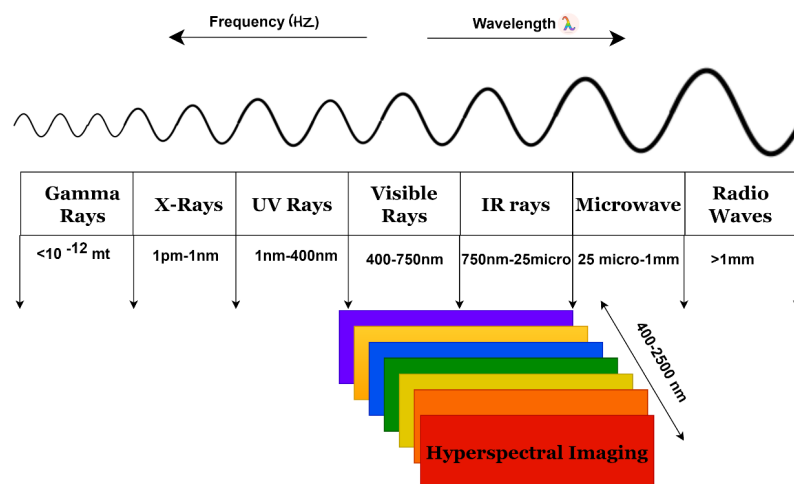 Frequency (HZ)
Wavelength λ
Gamma Rays
X-Rays
UV Rays
Visible Rays
IR rays
Microwave
Radio Waves
<10 -12 mt
1pm-1nm
1nm-400nm
400-750nm
750nm-25micro
25 micro-1mm
>1mm
400-2500 nm
Hyperspectral Imaging